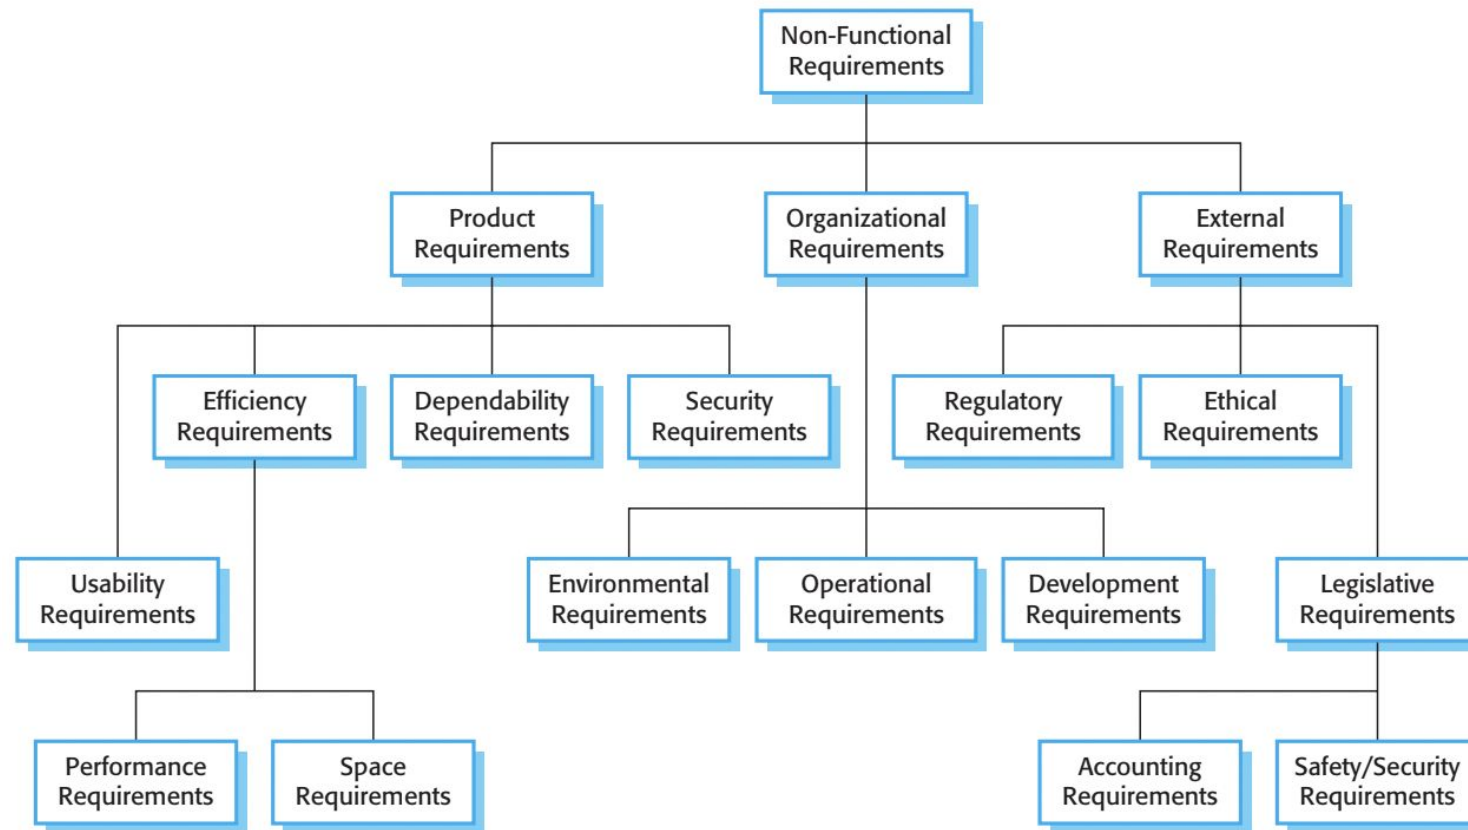 Non-Functional
Requirements
Product
Requirements
Organizational
Requirements
External
Requirements
Efficiency
Requirements
Dependability
Requirements
Security
Requirements
Regulatory
Requirements
Ethical
Requirements
Usability
Requirements
Environmental
Requirements
Operational
Requirements
Development
Requirements
Legislative
Requirements
Performance
Requirements
Space
Requirements
Accounting
Requirements
Safety/Security
Requirements